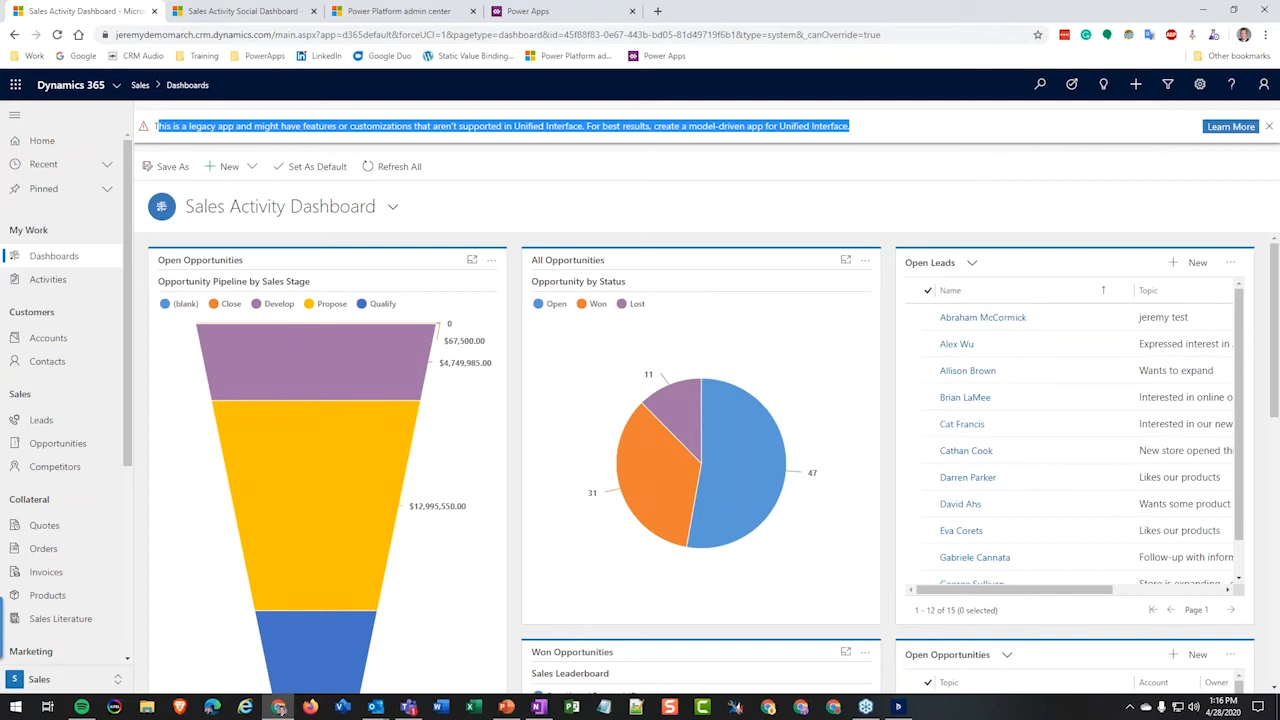 Sales Activity Dashboard - Micro
Sales Activity Social Dashboard -
Power Platform admin center
Power Apps
jeremydemomarch.crm.dynamics.com/main.aspx?app=d365default&forceUCI=1&pagetype=dashboard&id=45f88f83-0e67-443b-bd05-81d49719f6b1&type=system&_canOverride=true
Work
Google
CRM Audio
Training
PowerApps
LinkedIn
Google Duo
Static Value Binding...
Power Platform ad...
Power Apps
Other bookmarks
Dynamics 365
Sales > Dashboards
This is a legacy app and might have features or customizations that aren't supported in Unified Interface. For best results, create a model-driven app for Unified Interface.
Learn More
Save As
New
Set As Default
Refresh All
Home
Recent
Pinned
My Work
Dashboards
Activities
Customers
Accounts
Contacts
Sales
Leads
Opportunities
Competitors
Collateral
Quotes
Orders
Invoices
Products
Sales Literature
Marketing
S Sales
Sales Activity Dashboard
Open Opportunities
Opportunity Pipeline by Sales Stage
(blank) Close Develop Propose Qualify
0
$67,500.00
$4,749,985.00
$12,995,550.00
All Opportunities
Opportunity by Status
Open Won Lost
11
47
31
Won Opportunities
Sales Leaderboard
Open Leads
New
Name Topic
Abraham McCormick jeremy test
Alex Wu Expressed interest in
Allison Brown Wants to expand
Brian LaMee Interested in online o
Cat Francis Interested in our new
Cathan Cook New store opened th
Darren Parker Likes our products
David Ahs Wants some product
Eva Corets Likes our products
Gabriele Cannata Follow-up with inform
1 - 12 of 15 (0 selected)
Page 1
Open Opportunities
New
Topic Account Owner
1:16 PM
4/28/2020